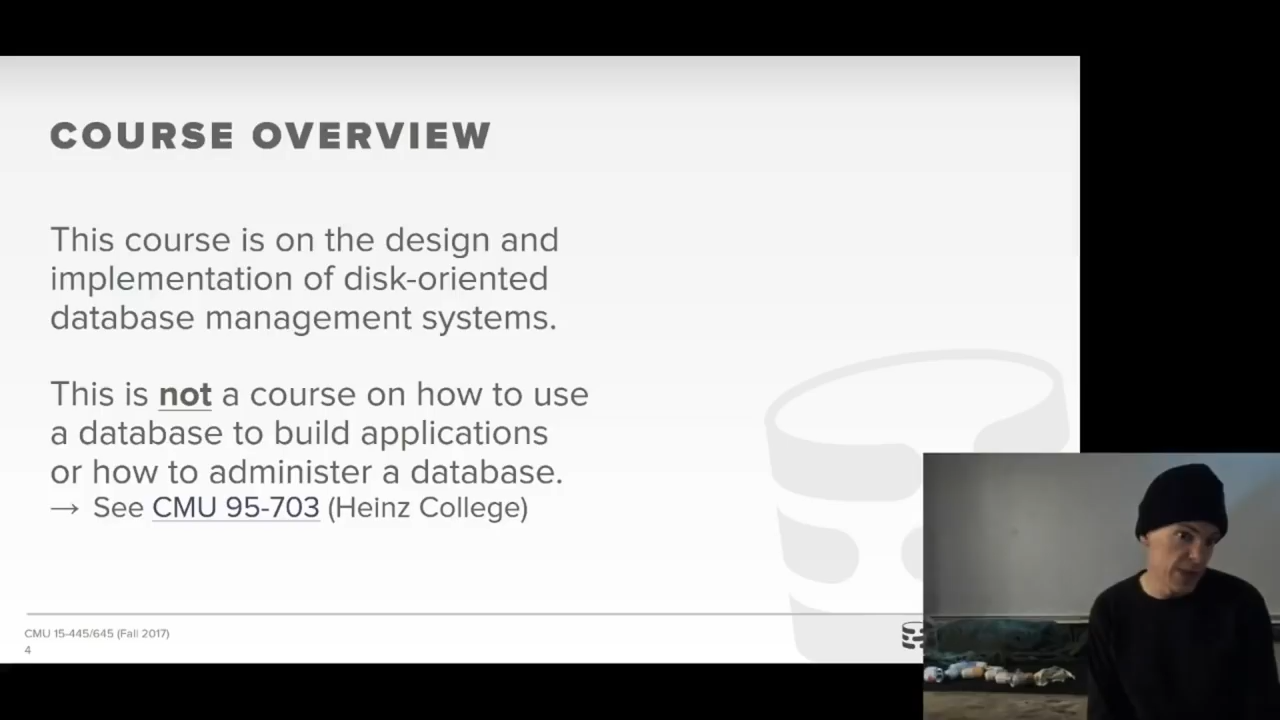 COURSE OVERVIEW
This course is on the design and
implementation of disk-oriented
database management systems.
This is not a course on how to use
a database to build applications
or how to administer a database.
→ See CMU 95-703 (Heinz College)
CMU 15-445/645 (Fall 2017)
4